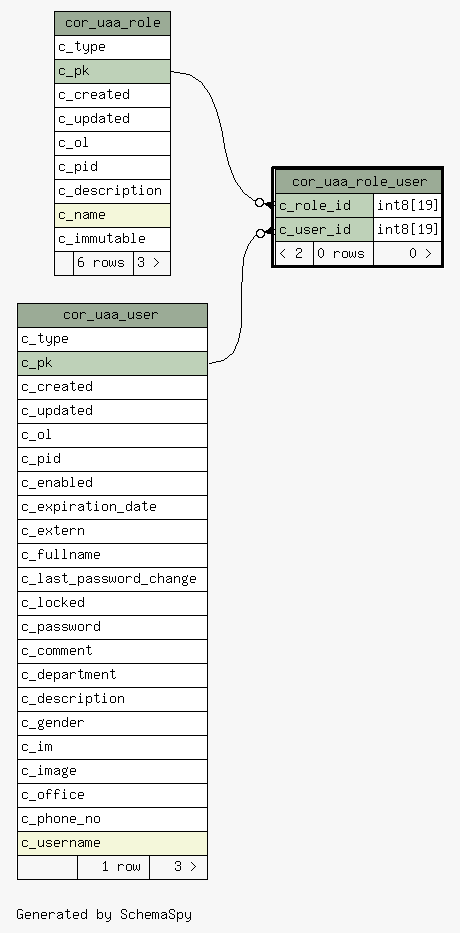 cor_uaa_role
c_type
c_pk
c_created
c_updated
c_ol
c_pid
c_description
c_name
c_immutable
6 rows 3 >
cor_uaa_role_user
c_role_id int8[19]
c_user_id int8[19]
< 2 0 rows 0 >
cor_uaa_user
c_type
c_pk
c_created
c_updated
c_ol
c_pid
c_enabled
c_expiration_date
c_extern
c_fullname
c_last_password_change
c_locked
c_password
c_comment
c_department
c_description
c_gender
c_im
c_image
c_office
c_phone_no
c_username
1 row 3 >
Generated by SchemaSpy